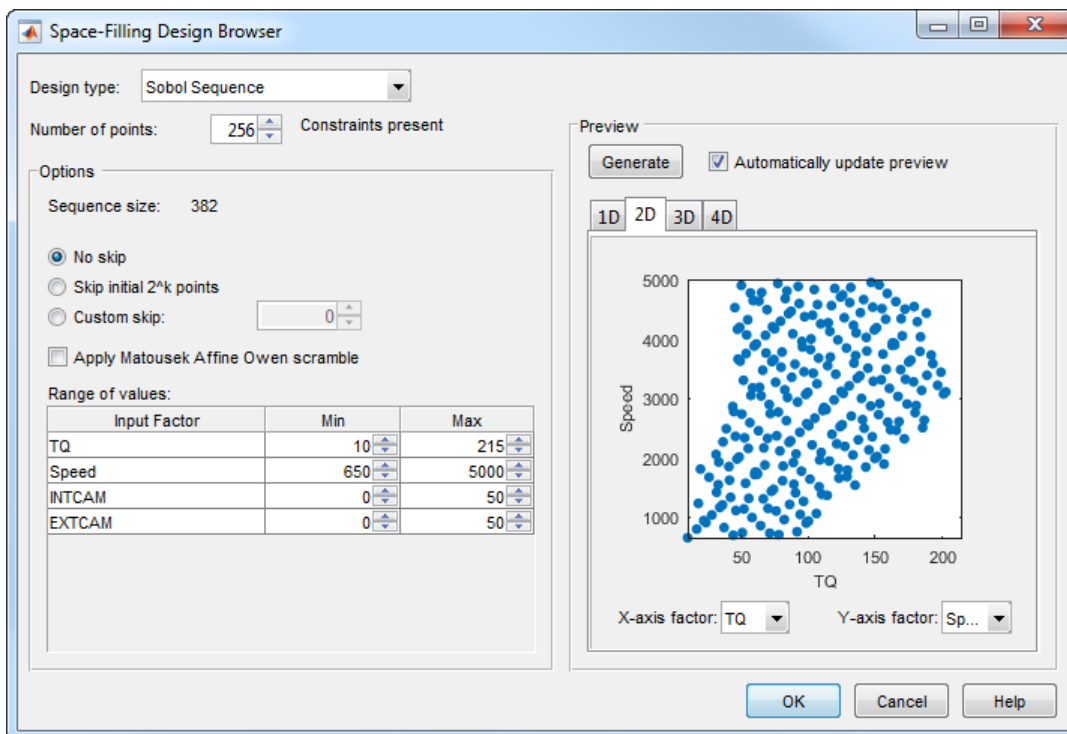 Space-Filling Design Browser
Design type: Sobol Sequence
Number of points: 256 Constraints present
Options
Sequence size: 382
No skip
Skip initial 2^k points
Custom skip: 0
Apply Matousek Affine Owen scramble
Range of values:
Input Factor Min Max
TQ 10 215
Speed 650 5000
INTCAM 0 50
EXTCAM 0 50
Preview
Generate Automatically update preview
1D 2D 3D 4D
5000
4000
3000
2000
1000
Speed
50 100 150 200
TQ
X-axis factor: TQ Y-axis factor: Sp...
OK Cancel Help